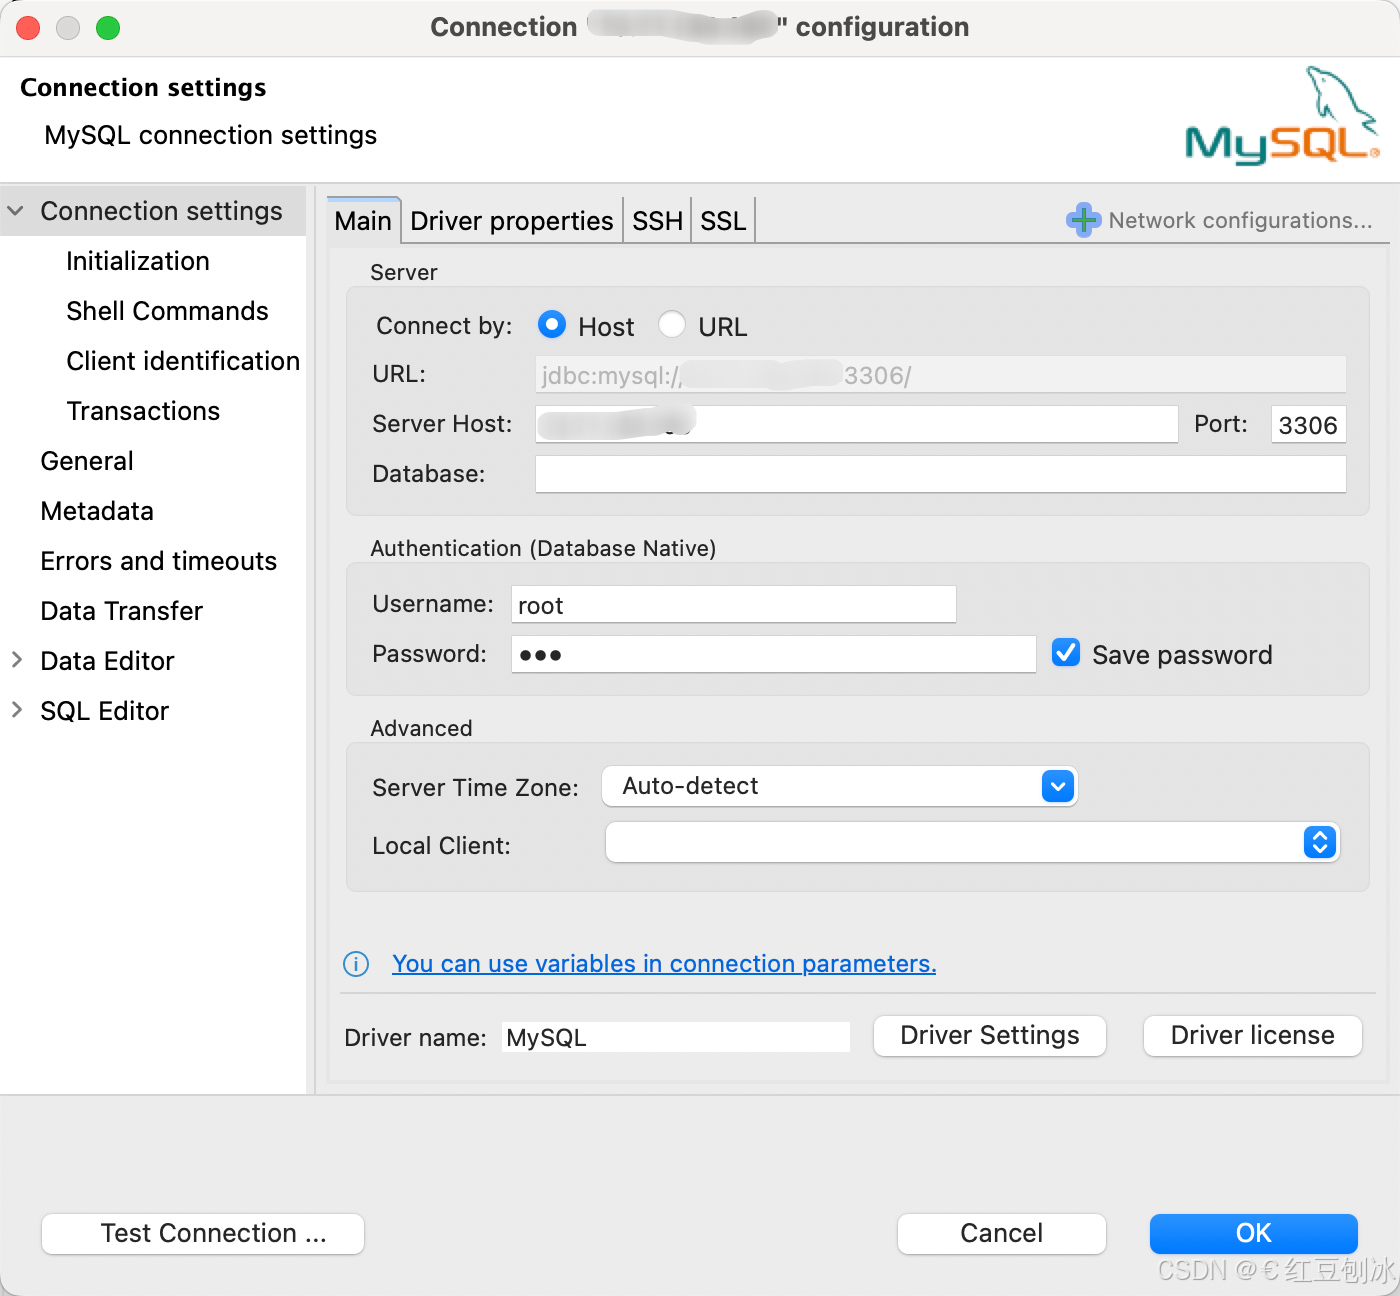 Connection " " configuration
Connection settings
MySQL connection settings
MySQL®
Connection settings
Initialization
Shell Commands
Client identification
Transactions
General
Metadata
Errors and timeouts
Data Transfer
Data Editor
SQL Editor
Main Driver properties SSH SSL Network configurations...
Server
Connect by: Host URL
URL: jdbc:mysql:/ 3306/
Server Host: Port: 3306
Database:
Authentication (Database Native)
Username: root
Password: •••  Save password
Advanced
Server Time Zone: Auto-detect
Local Client:
You can use variables in connection parameters.
Driver name: MySQL Driver Settings Driver license
Test Connection ... Cancel OK
CSDN @€红豆刨冰